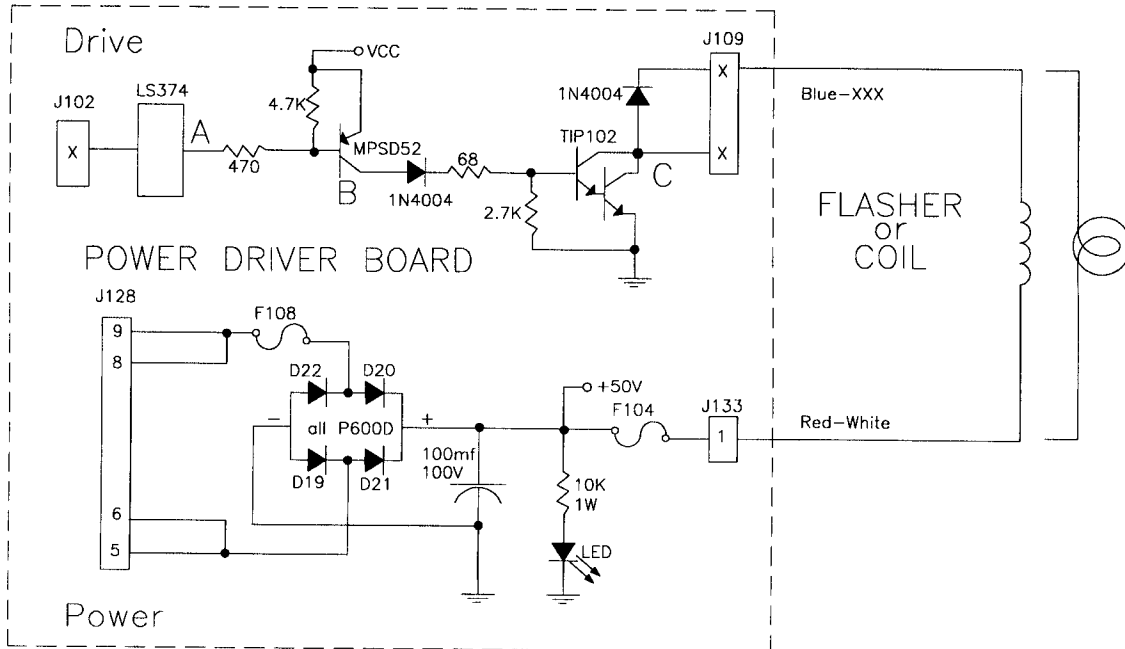 Drive
VCC
J109
LS374
J102
4.7K
1N4004
Blue-XXX
A
TIP102
X
470
MPSD52
68
X
X
B
1N4004
C
2.7K
FLASHER
or
COIL
POWER DRIVER BOARD
J128
F108
9
8
D22
D20
+50V
F104
J133
-
all P600D
+
Red-White
1
100mf
100V
D19
D21
10K
1W
6
5
LED
Power